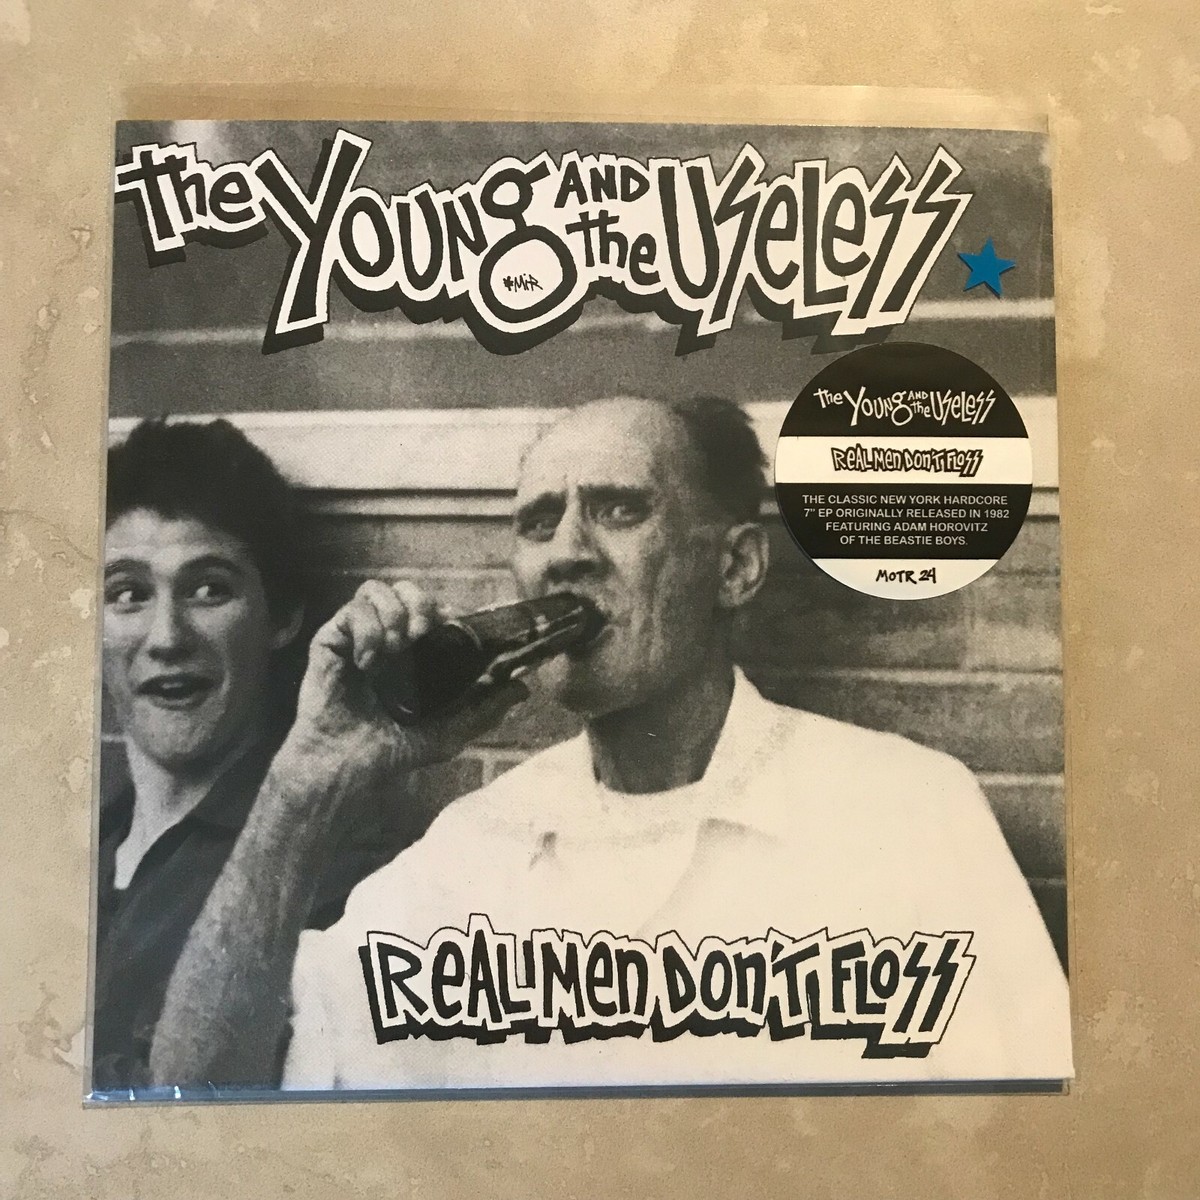 the Young AND the Useless
*MiR
the Young AND the Useless
Real Men Don't Floss
THE CLASSIC NEW YORK HARDCORE
7" EP ORIGINALLY RELEASED IN 1982
FEATURING ADAM HOROVITZ
OF THE BEASTIE BOYS.
MOTR 24
Real Men Don't Floss